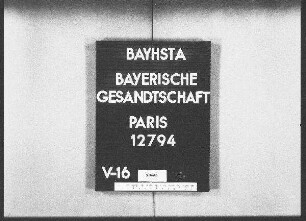 BAYHSTA
BAYERISCHE
GESANDTSCHAFT
PARIS
12794
V-16